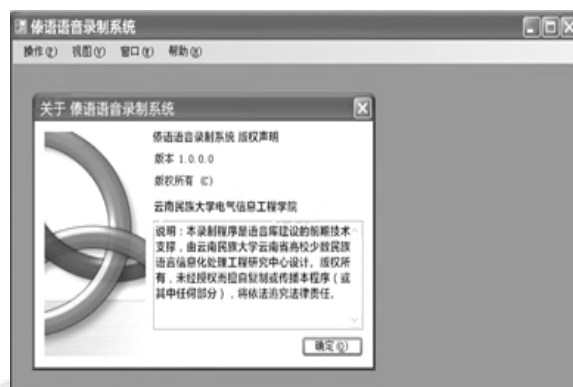 傣语语音录制系统
操作(P) 视图(V) 窗口(W) 帮助(H)
关于 傣语语音录制系统
傣语语音录制系统 版权声明
版本 1.0.0.0
版权所有 (C)
云南民族大学电气信息工程学院
说明：本录制程序是语音库建设的前期技术
支撑，由云南民族大学云南省高校少数民族
语言信息化处理工程研究中心设计。版权所
有，未经授权而擅自复制或传播本程序（或
其中任何部分），将依法追究法律责任。
确定(O)